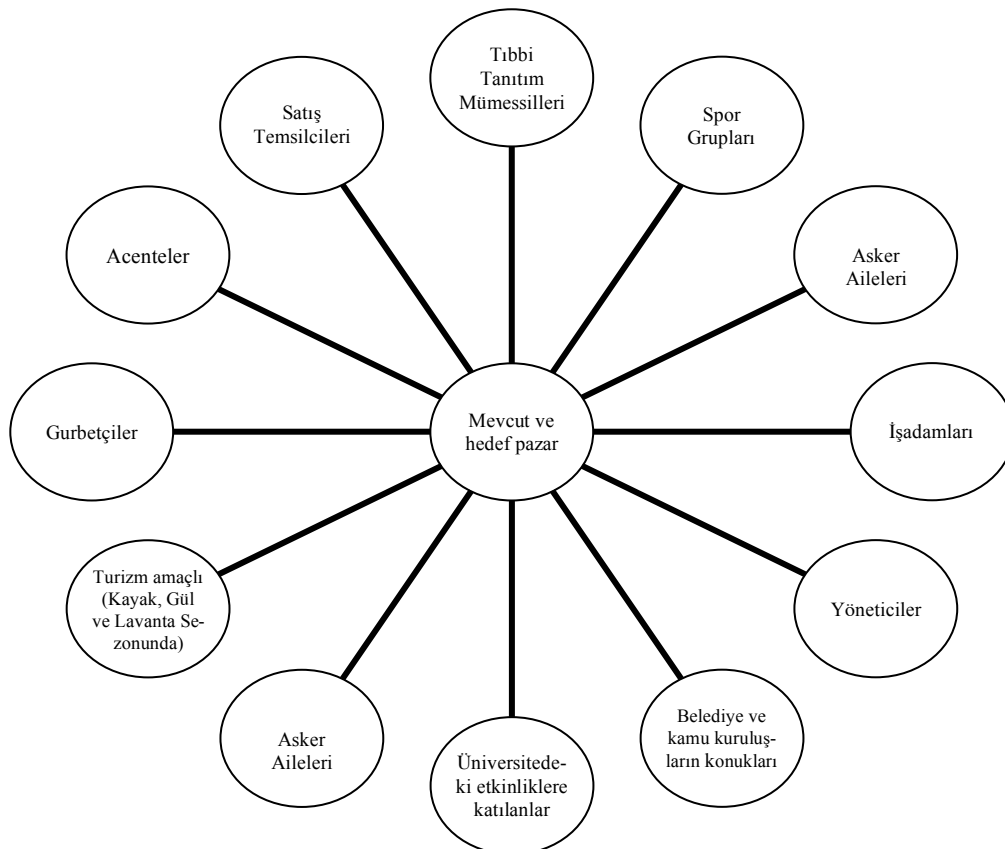 Tıbbi
Tanıtım
Mümessilleri
Satış
Temsilcileri
Spor
Grupları
Acenteler
Asker
Aileleri
Gurbetçiler
Mevcut ve
hedef pazar
İşadamları
Turizm amaçlı
(Kayak, Gül
ve Lavanta Se-
zonunda)
Yöneticiler
Asker
Aileleri
Üniversitede-
ki etkinliklere
katılanlar
Belediye ve
kamu kuruluş-
ların konukları